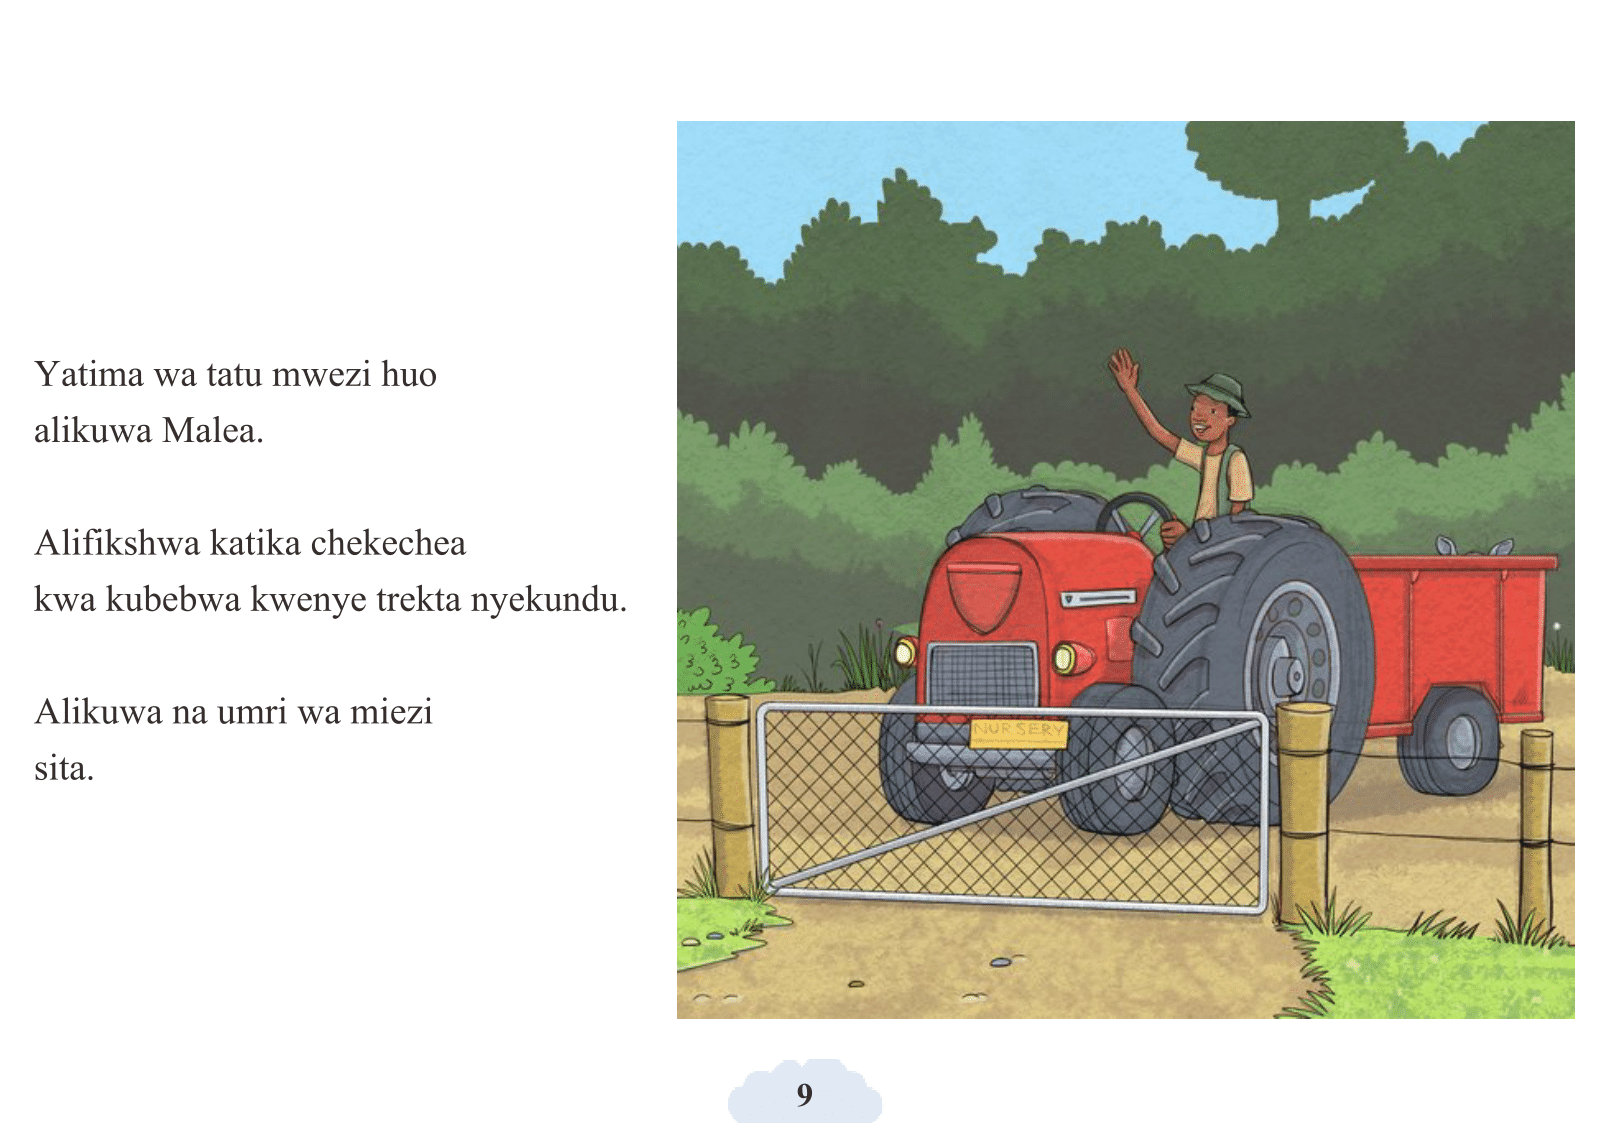 Yatima wa tatu mwezi huo
alikuwa Malea.
Alifikshwa katika chekechea
kwa kubebwa kwenye trekta nyekundu.
Alikuwa na umri wa miezi
sita.
NURSERY
9